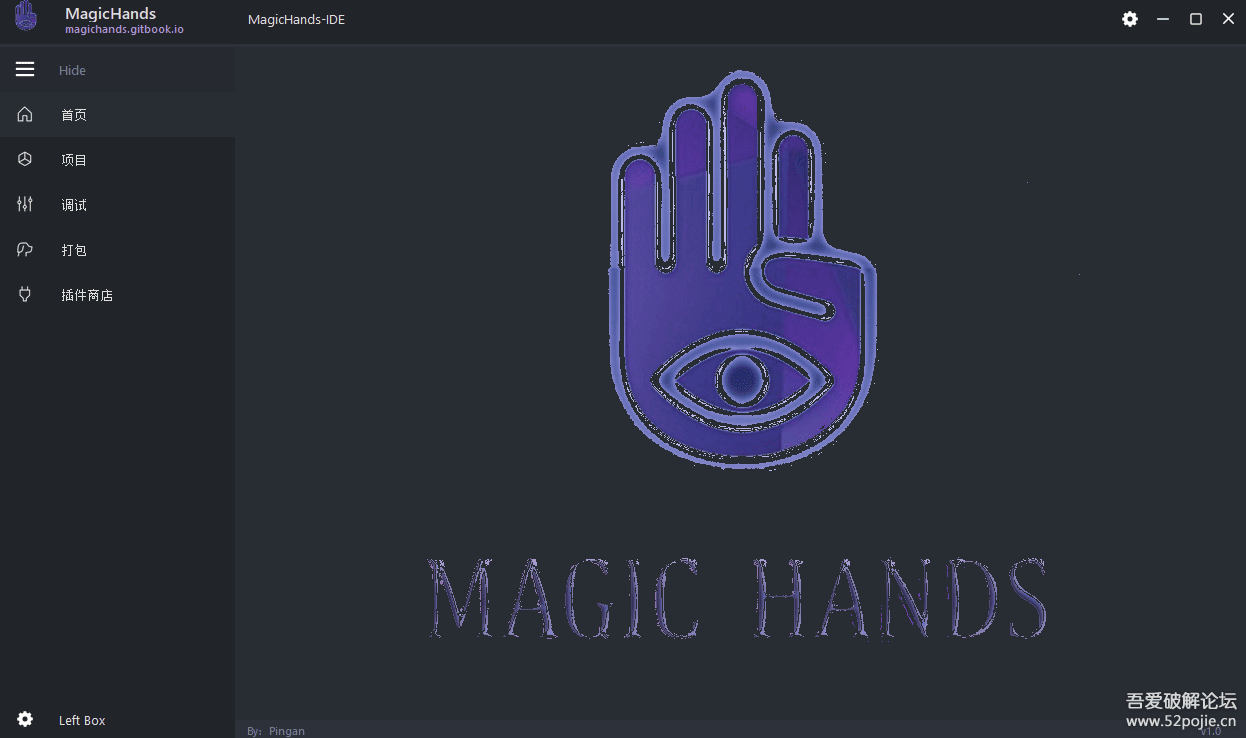 MagicHands
magichands.gitbook.io
MagicHands-IDE
Hide
首页
项目
调试
打包
插件商店
MAGIC HANDS
Left Box
By: Pingan
吾爱破解论坛
www.52pojie.cn
v1.0